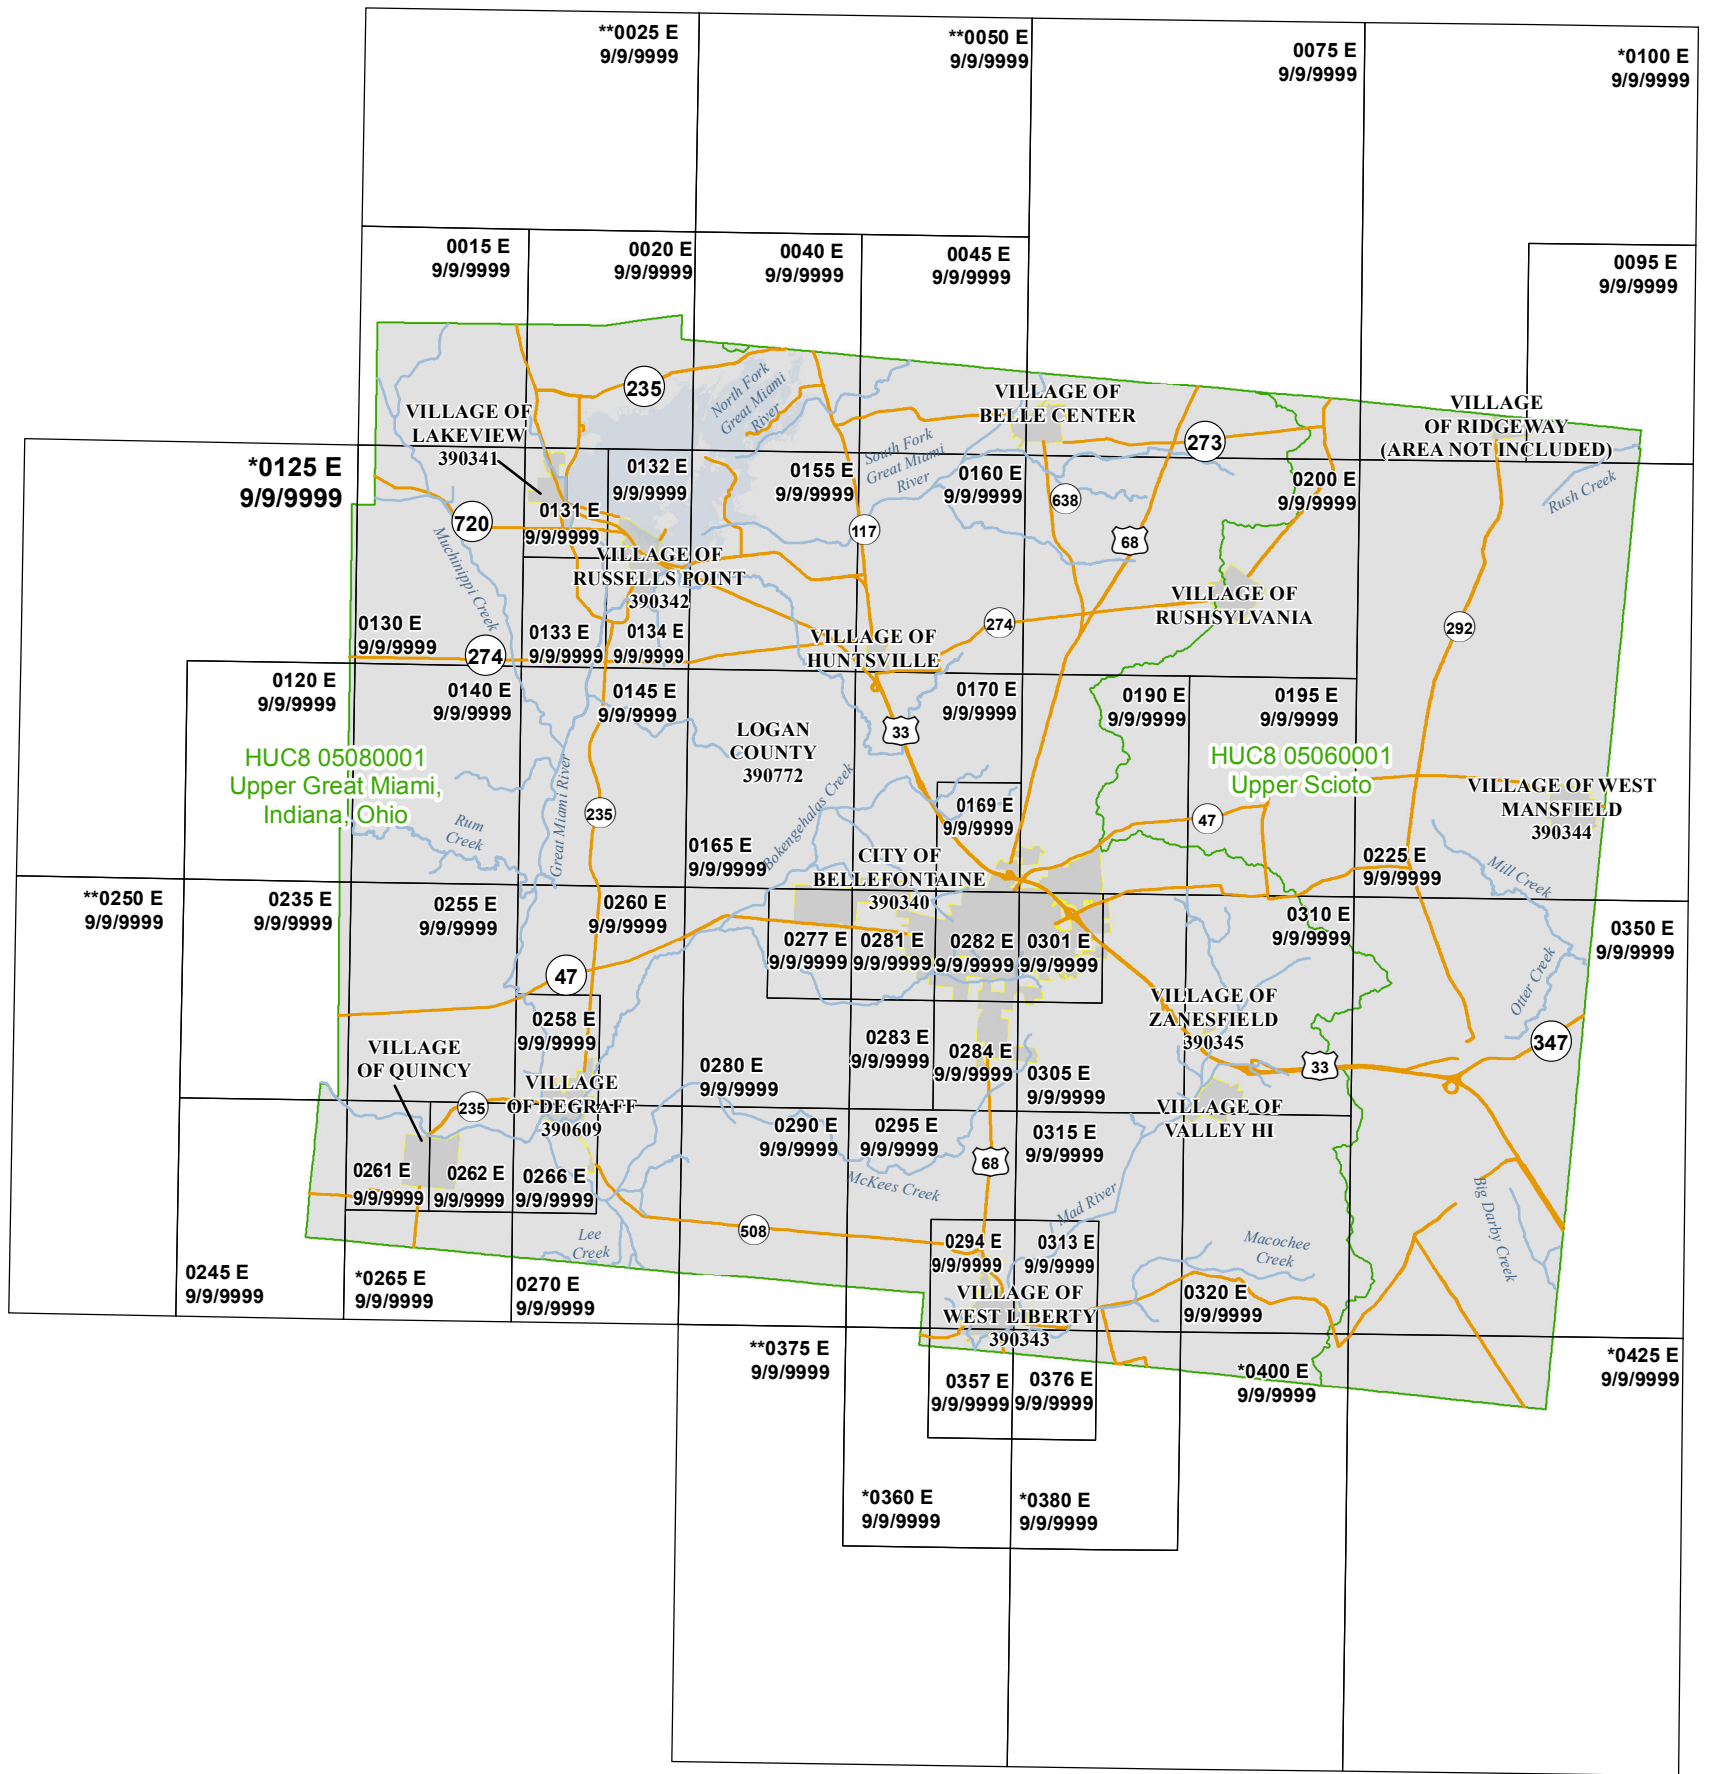 **0025 E
9/9/9999
**0050 E
9/9/9999
0075 E
9/9/9999
*0100 E
9/9/9999
0015 E
9/9/9999
0020 E
9/9/9999
0040 E
9/9/9999
0045 E
9/9/9999
0095 E
9/9/9999
235
North Fork
Great Miami
River
VILLAGE OF
LAKEVIEW
390341
VILLAGE OF
BELLE CENTER
273
VILLAGE
OF RIDGEWAY
(AREA NOT INCLUDED)
South Fork
Great Miami
River
*0125 E
9/9/9999
0132 E
9/9/9999
0155 E
9/9/9999
0160 E
9/9/9999
638
0200 E
9/9/9999
Rush Creek
720
0131 E
9/9/9999
117
68
Muchinippi Creek
VILLAGE OF
RUSSELLS POINT
390342
VILLAGE OF
RUSHSYLVANIA
0130 E
9/9/9999
274
0133 E
9/9/9999
0134 E
9/9/9999
VILLAGE OF
HUNTSVILLE
274
292
0120 E
9/9/9999
0140 E
9/9/9999
0145 E
9/9/9999
0170 E
9/9/9999
0190 E
9/9/9999
0195 E
9/9/9999
LOGAN
COUNTY
390772
33
HUC8 05080001
Upper Great Miami,
Indiana, Ohio
HUC8 05060001
Upper Scioto
VILLAGE OF WEST
MANSFIELD
390344
Rum
Creek
Great Miami River
235
Bokengehalas Creek
0169 E
9/9/9999
47
0165 E
9/9/9999
CITY OF
BELLEFONTAINE
390340
0225 E
9/9/9999
Mill Creek
**0250 E
9/9/9999
0235 E
9/9/9999
0255 E
9/9/9999
0260 E
9/9/9999
0277 E
9/9/9999
0281 E
9/9/9999
0282 E
9/9/9999
0301 E
9/9/9999
0310 E
9/9/9999
0350 E
9/9/9999
47
Otter Creek
VILLAGE OF
ZANESFIELD
390345
0258 E
9/9/9999
0283 E
9/9/9999
0284 E
9/9/9999
347
VILLAGE
OF QUINCY
0280 E
9/9/9999
0305 E
9/9/9999
33
235
VILLAGE
OF DEGRAFF
390609
VILLAGE OF
VALLEY HI
0290 E
9/9/9999
0295 E
9/9/9999
0315 E
9/9/9999
0261 E
9/9/9999
0262 E
9/9/9999
0266 E
9/9/9999
68
McKees Creek
Mad River
Big Darby Creek
508
Lee
Creek
0294 E
9/9/9999
0313 E
9/9/9999
Macochee
Creek
0245 E
9/9/9999
*0265 E
9/9/9999
0270 E
9/9/9999
VILLAGE OF
WEST LIBERTY
390343
0320 E
9/9/9999
**0375 E
9/9/9999
0357 E
9/9/9999
0376 E
9/9/9999
*0400 E
9/9/9999
*0425 E
9/9/9999
*0360 E
9/9/9999
*0380 E
9/9/9999